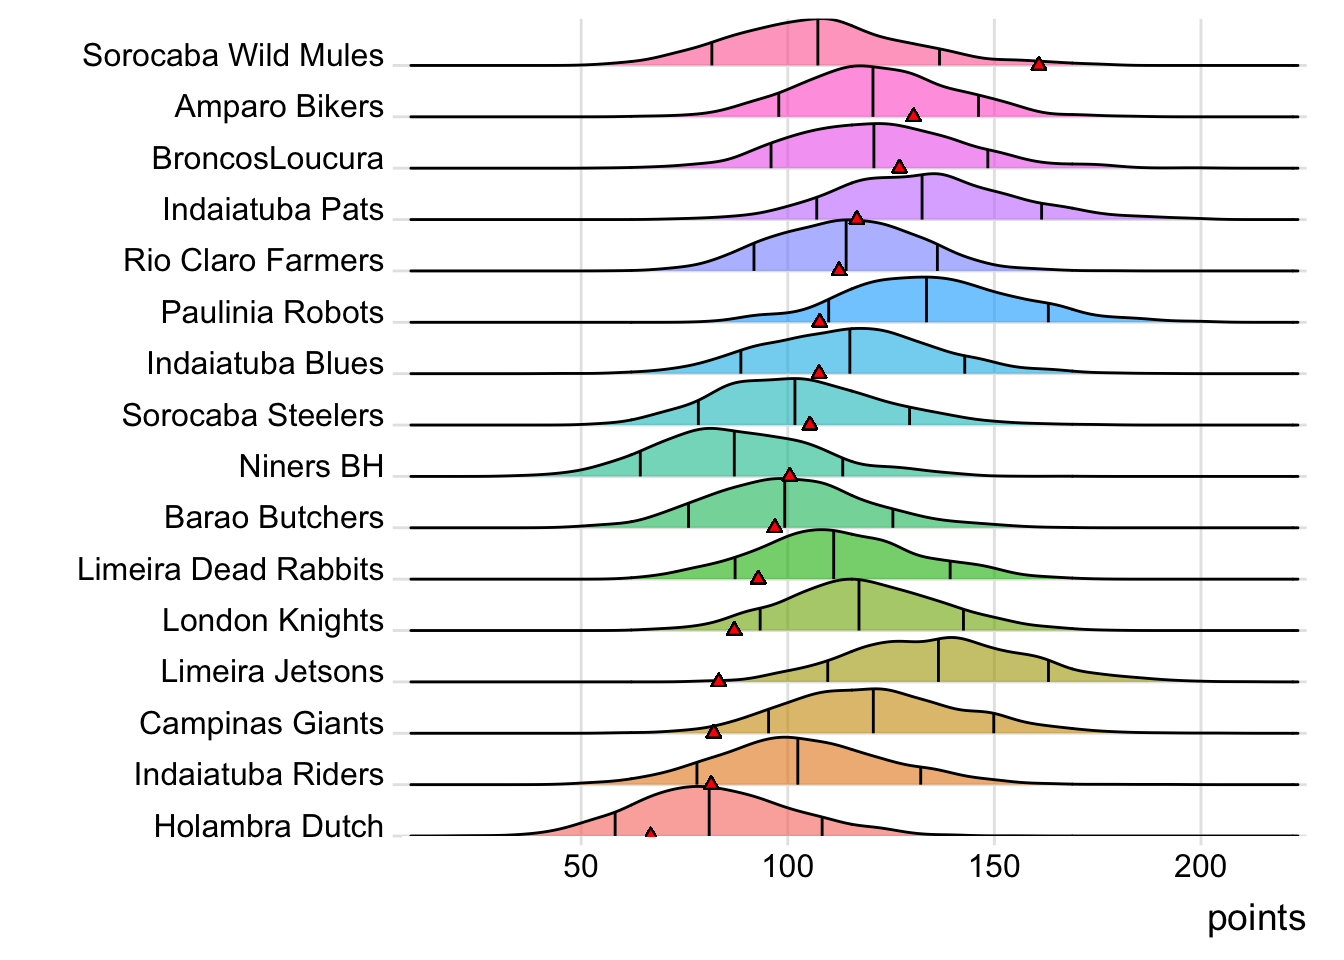 Sorocaba Wild Mules
Amparo Bikers
BroncosLoucura
Indaiatuba Pats
Rio Claro Farmers
Paulinia Robots
Indaiatuba Blues
Sorocaba Steelers
Niners BH
Barao Butchers
Limeira Dead Rabbits
London Knights
Limeira Jetsons
Campinas Giants
Indaiatuba Riders
Holambra Dutch
50 100 150 200
points